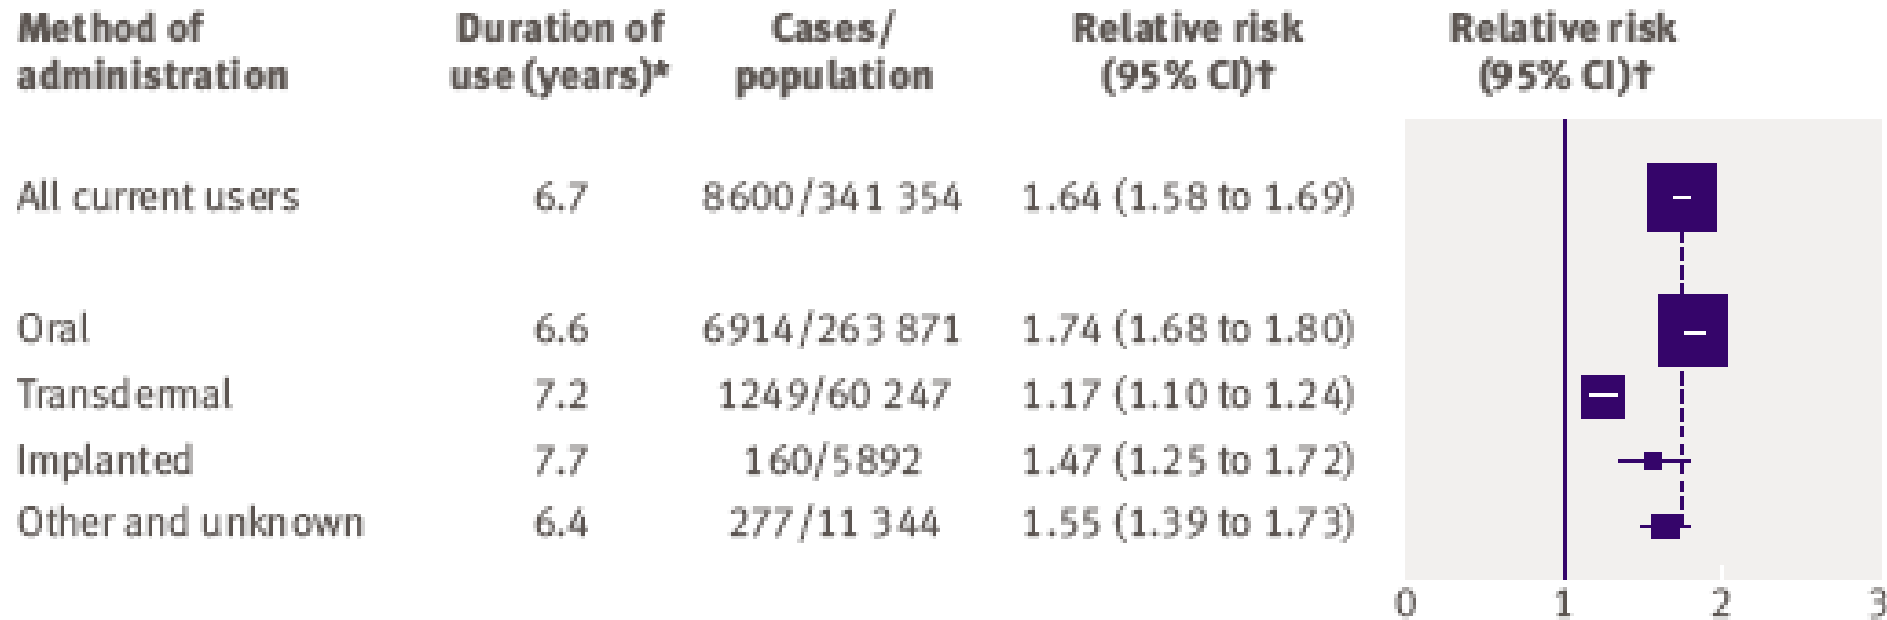 Method of administration Duration of use (years)* Cases/ population Relative risk (95% CI)† Relative risk (95% CI)†
All current users 6.7 8600/341 354 1.64 (1.58 to 1.69)
Oral 6.6 6914/263 871 1.74 (1.68 to 1.80)
Transdermal 7.2 1249/60 247 1.17 (1.10 to 1.24)
Implanted 7.7 160/5892 1.47 (1.25 to 1.72)
Other and unknown 6.4 277/11 344 1.55 (1.39 to 1.73)
0 1 2 3